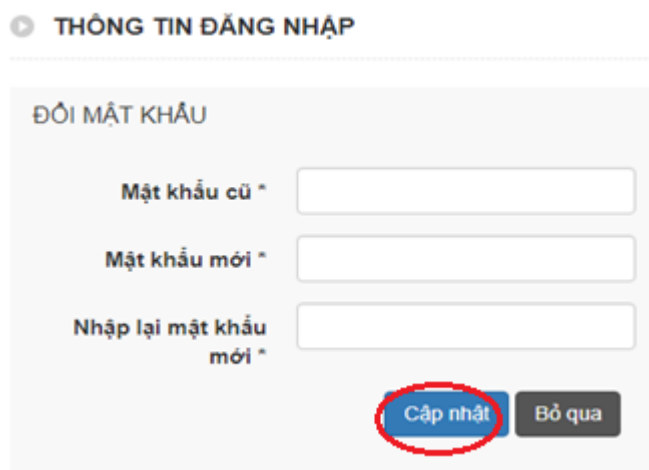 THÔNG TIN ĐĂNG NHẬP
ĐỔI MẬT KHẨU
Mật khẩu cũ *
Mật khẩu mới *
Nhập lại mật khẩu
mới *
Cập nhật
Bỏ qua